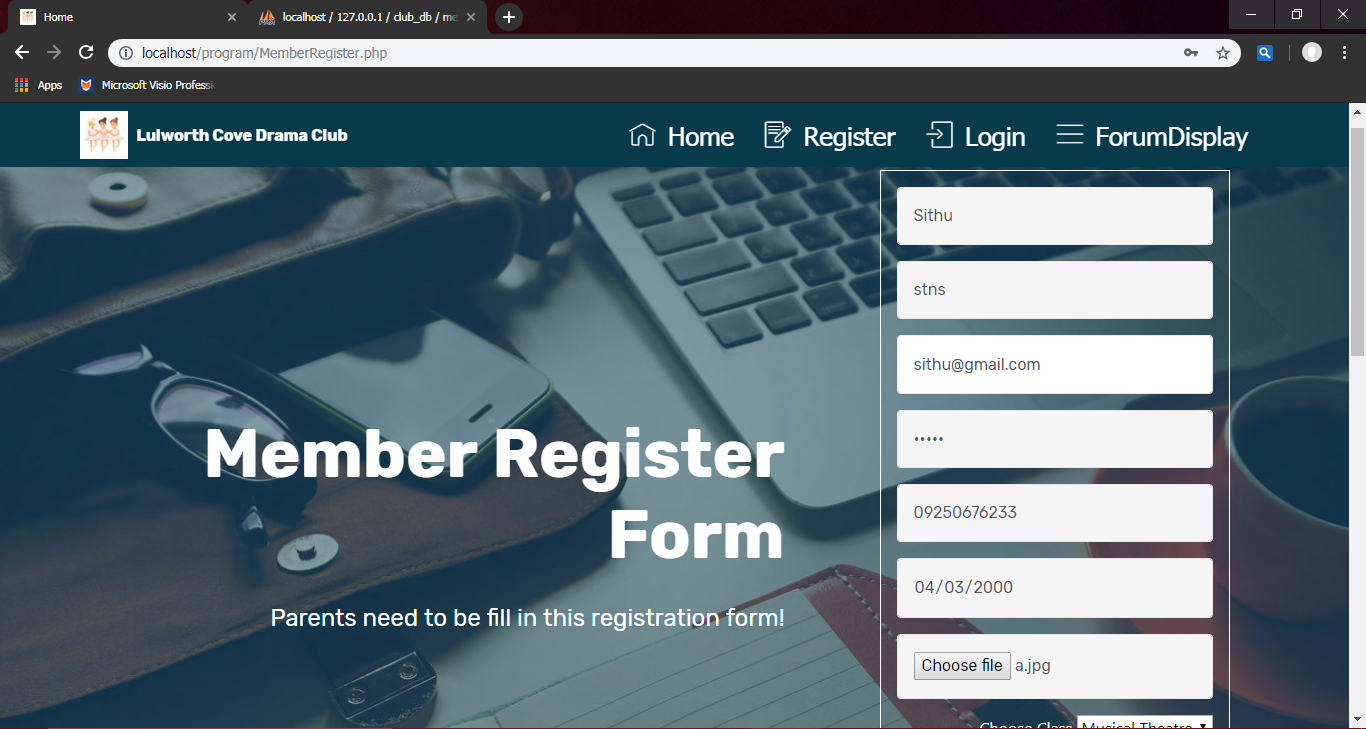 Home
localhost / 127.0.0.1 / club_db / me
localhost/program/MemberRegister.php
Apps
Microsoft Visio Professi
Lulworth Cove Drama Club
Home
Register
Login
ForumDisplay
Sithu
stns
sithu@gmail.com
•••••
09250676233
04/03/2000
Choose file a.jpg
Choose Class Musical Theatre
Member Register
Form
Parents need to be fill in this registration form!